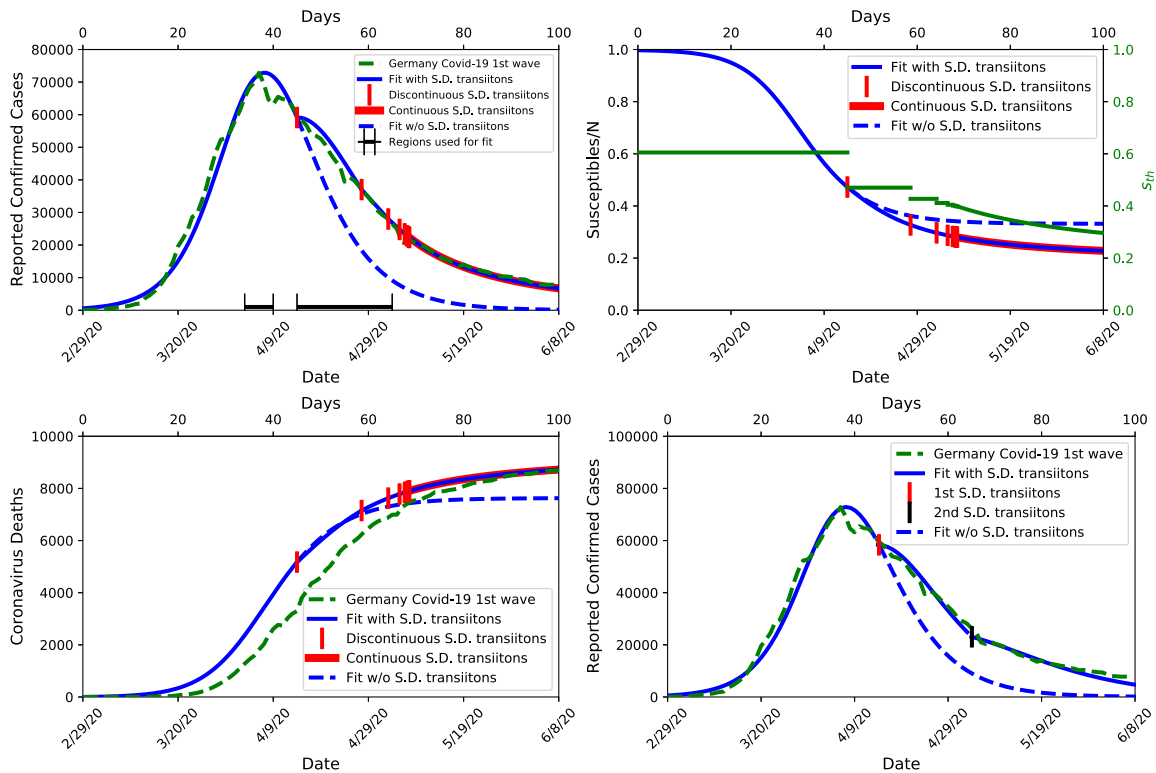 Days
0 20 40 60 80 100
80000
70000
60000
50000
40000
30000
20000
10000
0
Reported Confirmed Cases
Germany Covid-19 1st wave
Fit with S.D. transiitons
Discontinuous S.D. transiitons
Continuous S.D. transiitons
Fit w/o S.D. transiitons
Regions used for fit
2/29/20 3/20/20 4/9/20 4/29/20 5/19/20 6/8/20
Date
Days
0 20 40 60 80 100
1.0
0.8
0.6
0.4
0.2
0.0
Susceptibles/N
Fit with S.D. transiitons
Discontinuous S.D. transiitons
Continuous S.D. transiitons
Fit w/o S.D. transiitons
1.0
0.8
0.6
0.4
0.2
0.0
sth
2/29/20 3/20/20 4/9/20 4/29/20 5/19/20 6/8/20
Date
Days
0 20 40 60 80 100
10000
8000
6000
4000
2000
0
Coronavirus Deaths
Germany Covid-19 1st wave
Fit with S.D. transiitons
Discontinuous S.D. transiitons
Continuous S.D. transiitons
Fit w/o S.D. transiitons
2/29/20 3/20/20 4/9/20 4/29/20 5/19/20 6/8/20
Date
Days
0 20 40 60 80 100
100000
80000
60000
40000
20000
0
Reported Confirmed Cases
Germany Covid-19 1st wave
Fit with S.D. transiitons
1st S.D. transiitons
2nd S.D. transiitons
Fit w/o S.D. transiitons
2/29/20 3/20/20 4/9/20 4/29/20 5/19/20 6/8/20
Date